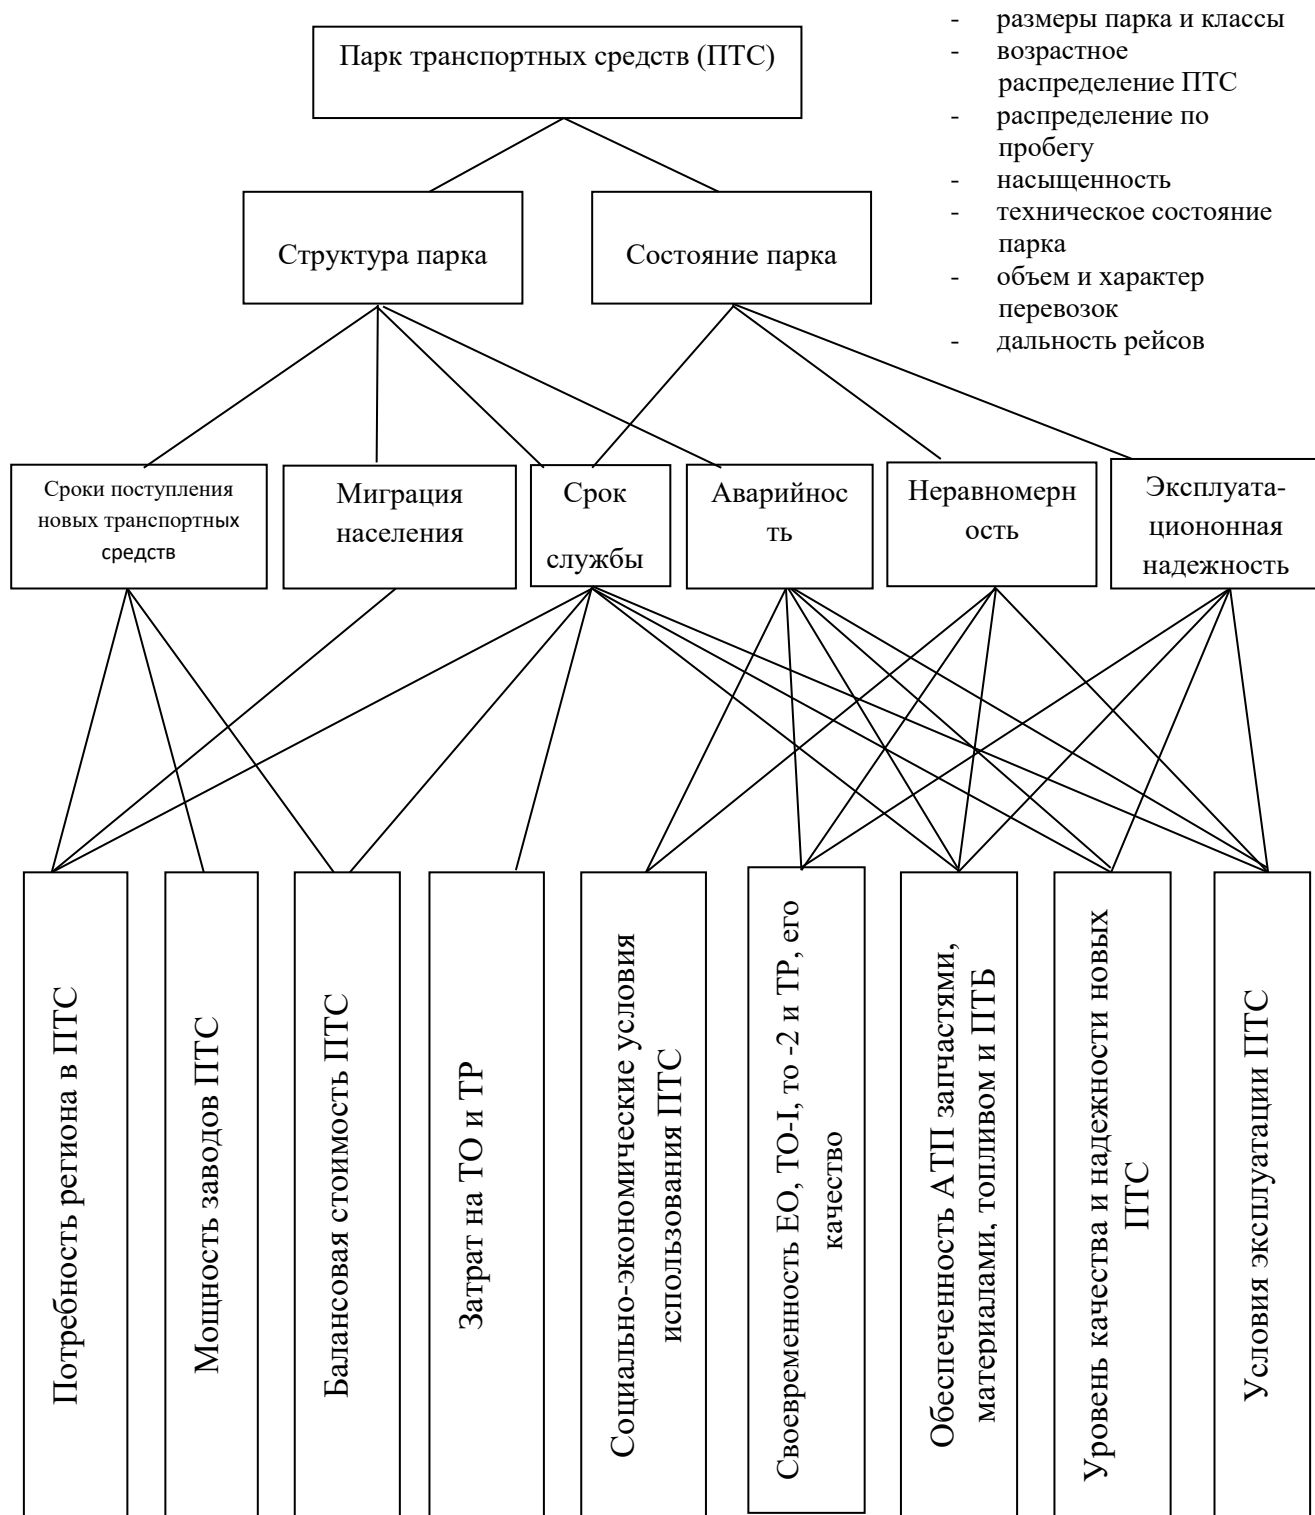 Парк транспортных средств (ПТС)
- размеры парка и классы
- возрастное
распределение ПТС
- распределение по
пробегу
- насыщенность
- техническое состояние
парка
- объем и характер
перевозок
- дальность рейсов
Структура парка
Состояние парка
Сроки поступления
новых транспортных
средств
Миграция
населения
Срок
службы
Аварийнос
ть
Неравномерн
ость
Эксплуата-
циононная
надежность
Потребность региона в ПТС
Мощность заводов ПТС
Балансовая стоимость ПТС
Затрат на ТО и ТР
Социально-экономические условия
использования ПТС
Своевременность ЕО, ТО-I, то -2 и ТР, его
качество
Обеспеченность АТП запчастями,
материалами, топливом и ПТБ
Уровень качества и надежности новых
ПТС
Условия эксплуатации ПТС